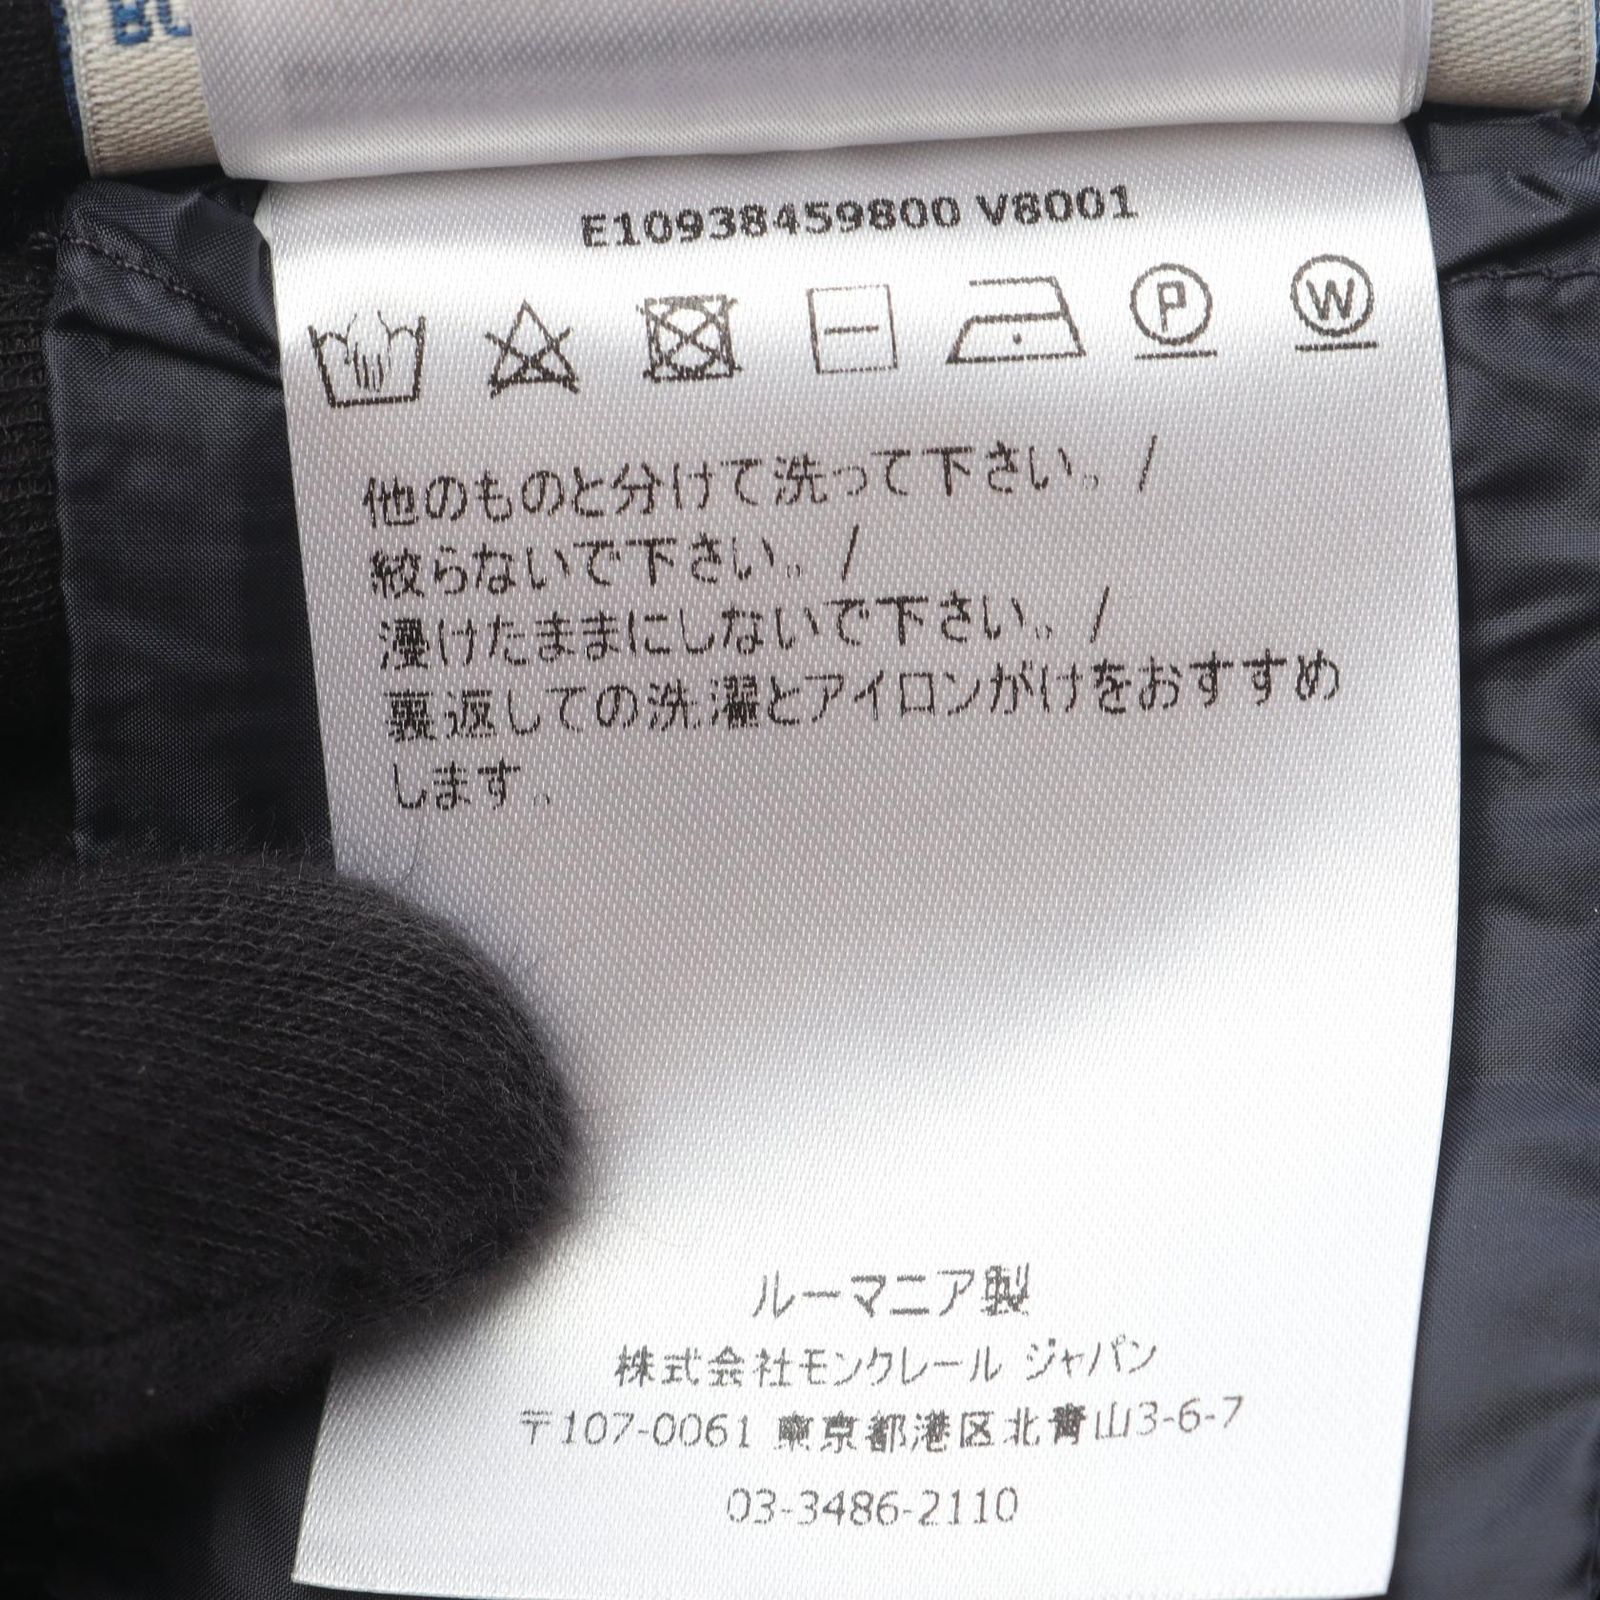 E10938459800 V8001
P W
他のものと分けて洗って下さい。/
絞らないで下さい。/
浸けたままにしないで下さい。/
裏返しての洗濯とアイロンがけをおすすめ
します。
ルーマニア製
株式会社モンクレール ジャパン
〒107-0061 東京都港区北青山3-6-7
03-3486-2110